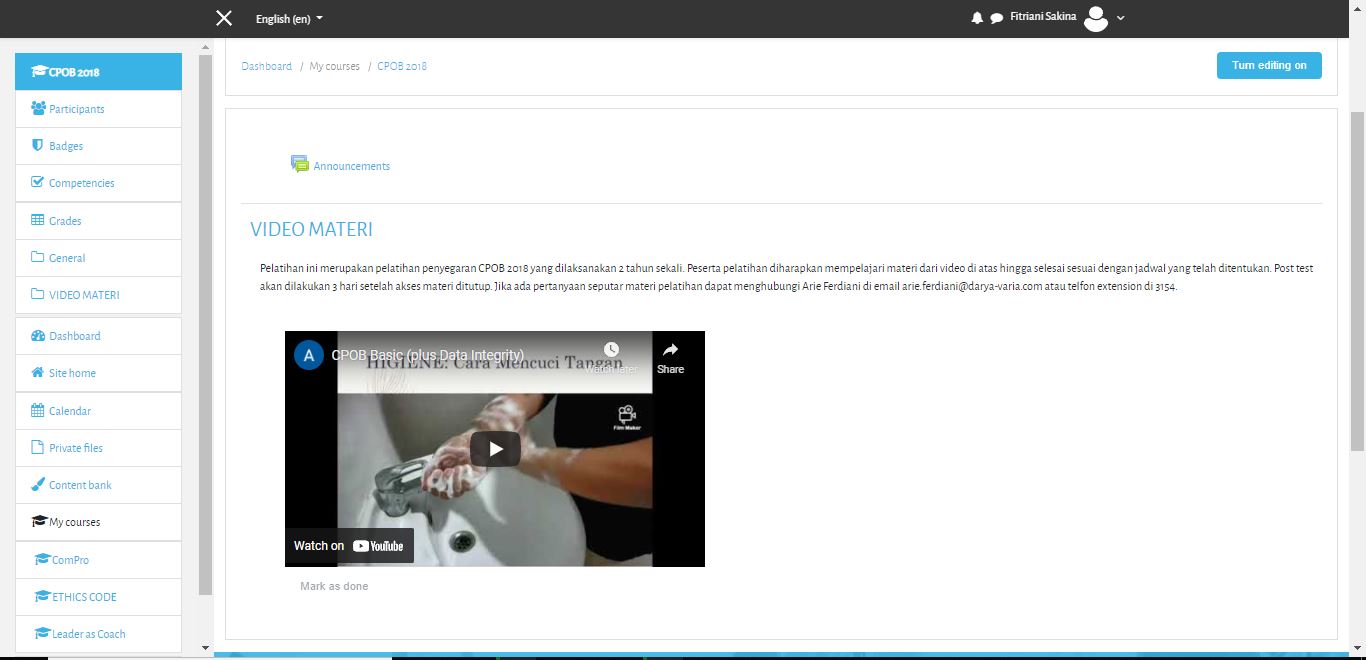 English (en)
Fitriani Sakina
CPOB 2018
Participants
Badges
Competencies
Grades
General
VIDEO MATERI
Dashboard
Site home
Calendar
Private files
Content bank
My courses
ComPro
ETHICS CODE
Leader as Coach
Dashboard / My courses / CPOB 2018
Turn editing on
Announcements
VIDEO MATERI
Pelatihan ini merupakan pelatihan penyegaran CPOB 2018 yang dilaksanakan 2 tahun sekali. Peserta pelatihan diharapkan mempelajari materi dari video di atas hingga selesai sesuai dengan jadwal yang telah ditentukan. Post test
akan dilakukan 3 hari setelah akses materi ditutup. Jika ada pertanyaan seputar materi pelatihan dapat menghubungi Arie Ferdiani di email arie.ferdiani@darya-varia.com atau telfon extension di 3154.
A
CPOB Basic (plus Data Integrity)
HIGIENE: Cara Mencuci Tangan
Watch later
Share
Film Maker
Watch on YouTube
Mark as done